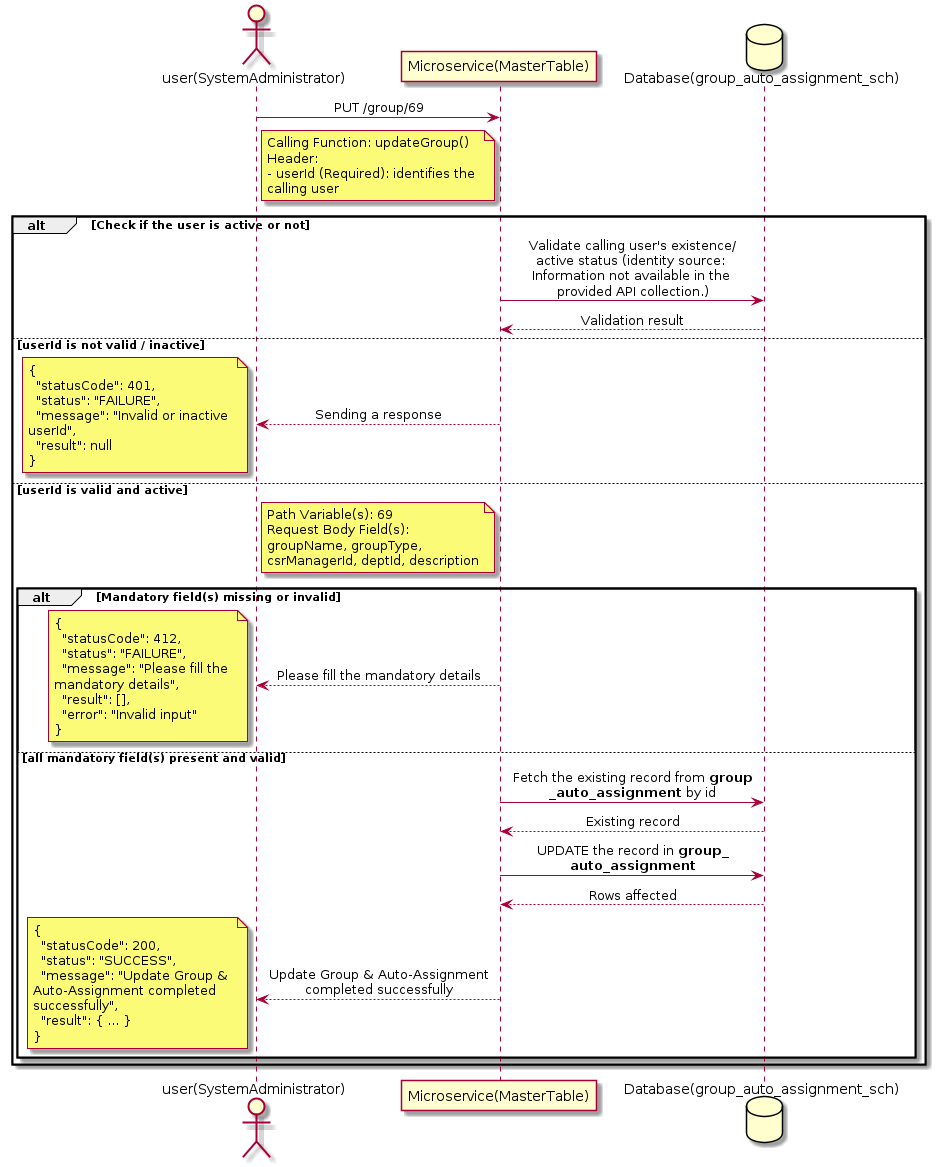 user(SystemAdministrator)
Microservice(MasterTable)
Database(group_auto_assignment_sch)
PUT /group/69
Calling Function: updateGroup()
Header:
- userId (Required): identifies the
calling user
alt
[Check if the user is active or not]
Validate calling user's existence/
active status (identity source:
Information not available in the
provided API collection.)
Validation result
[userId is not valid / inactive]
{
"statusCode": 401,
"status": "FAILURE",
"message": "Invalid or inactive
userId",
"result": null
}
Sending a response
[userId is valid and active]
Path Variable(s): 69
Request Body Field(s):
groupName, groupType,
csrManagerId, deptId, description
alt
[Mandatory field(s) missing or invalid]
{
"statusCode": 412,
"status": "FAILURE",
"message": "Please fill the
mandatory details",
"result": [],
"error": "Invalid input"
}
Please fill the mandatory details
[all mandatory field(s) present and valid]
Fetch the existing record from group
_auto_assignment by id
Existing record
UPDATE the record in group_
auto_assignment
Rows affected
{
"statusCode": 200,
"status": "SUCCESS",
"message": "Update Group &
Auto-Assignment completed
successfully",
"result": { ... }
}
Update Group & Auto-Assignment
completed successfully
user(SystemAdministrator)
Microservice(MasterTable)
Database(group_auto_assignment_sch)